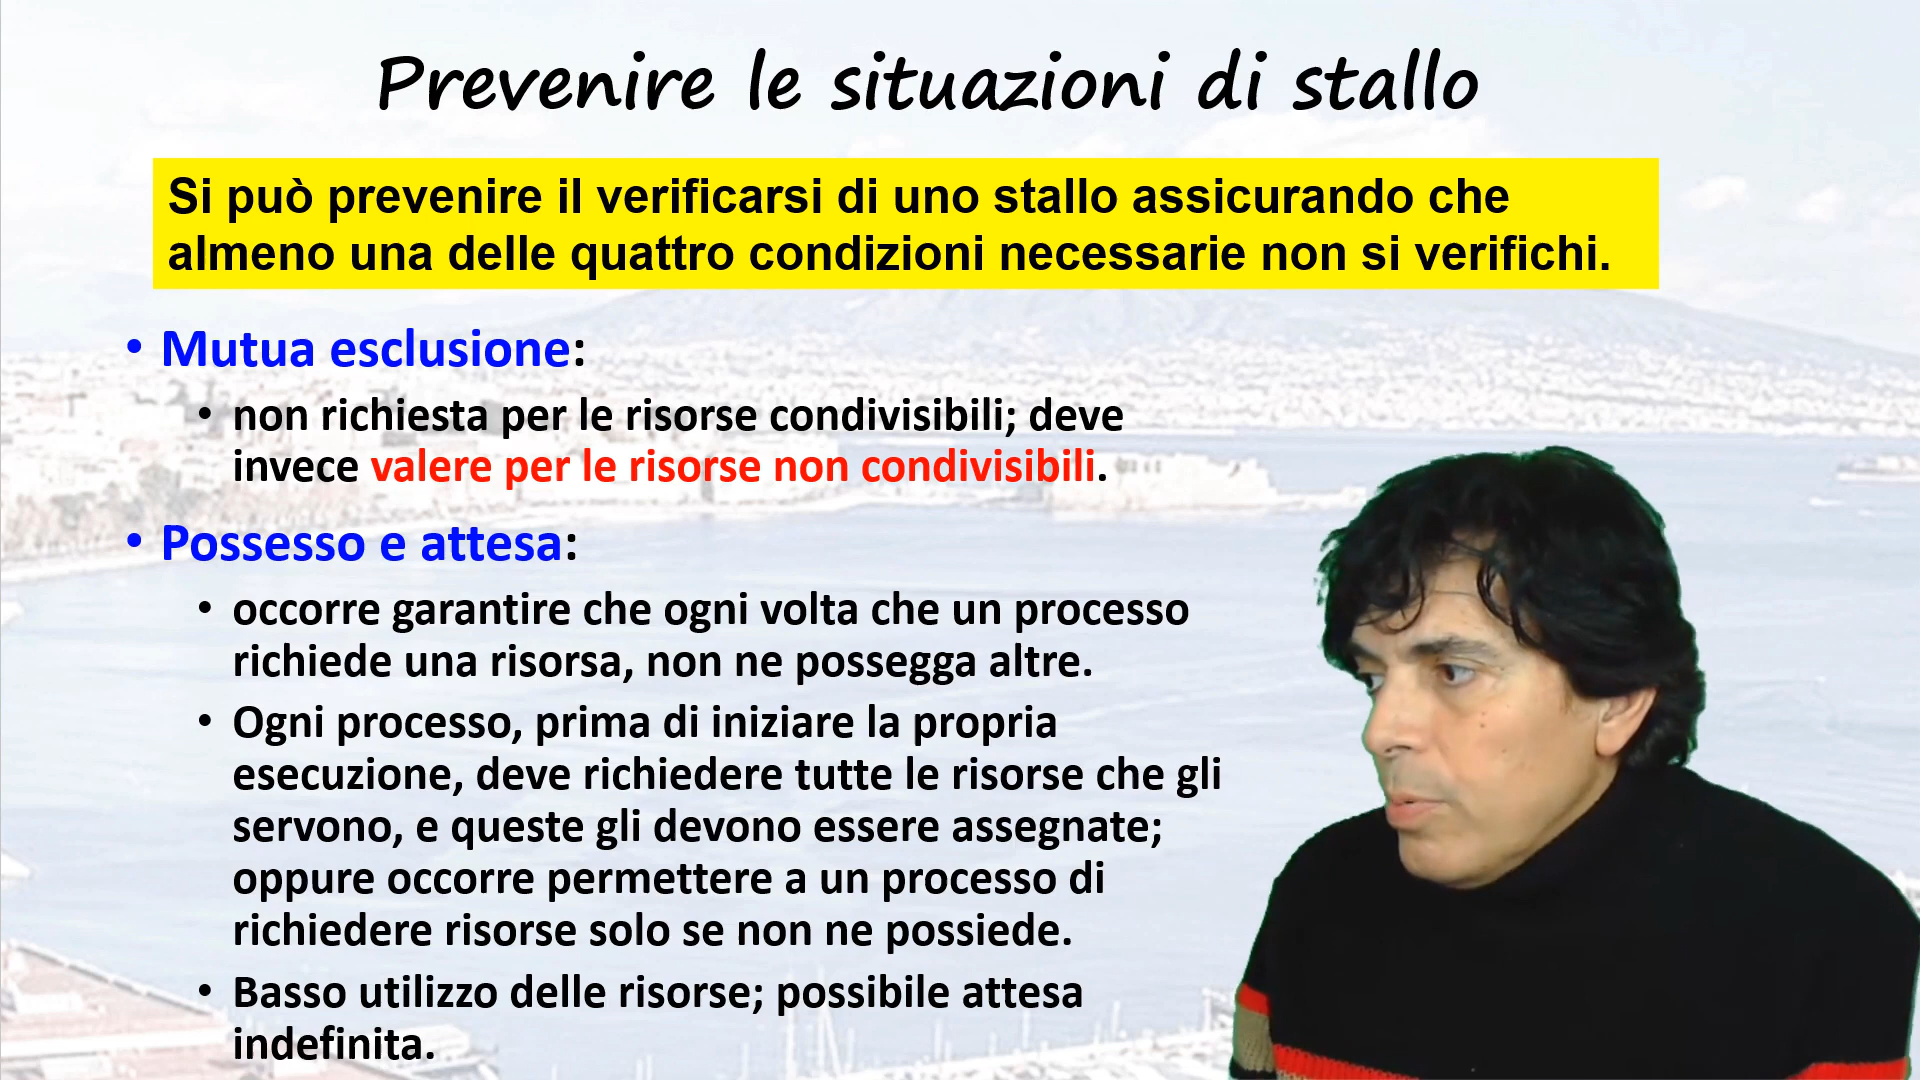 Prevenire le situazioni di stallo
Si può prevenire il verificarsi di uno stallo assicurando che
almeno una delle quattro condizioni necessarie non si verifichi.
• Mutua esclusione:
• non richiesta per le risorse condivisibili; deve
invece valere per le risorse non condivisibili.
• Possesso e attesa:
• occorre garantire che ogni volta che un processo
richiede una risorsa, non ne possegga altre.
• Ogni processo, prima di iniziare la propria
esecuzione, deve richiedere tutte le risorse che gli
servono, e queste gli devono essere assegnate;
oppure occorre permettere a un processo di
richiedere risorse solo se non ne possiede.
• Basso utilizzo delle risorse; possibile attesa
indefinita.